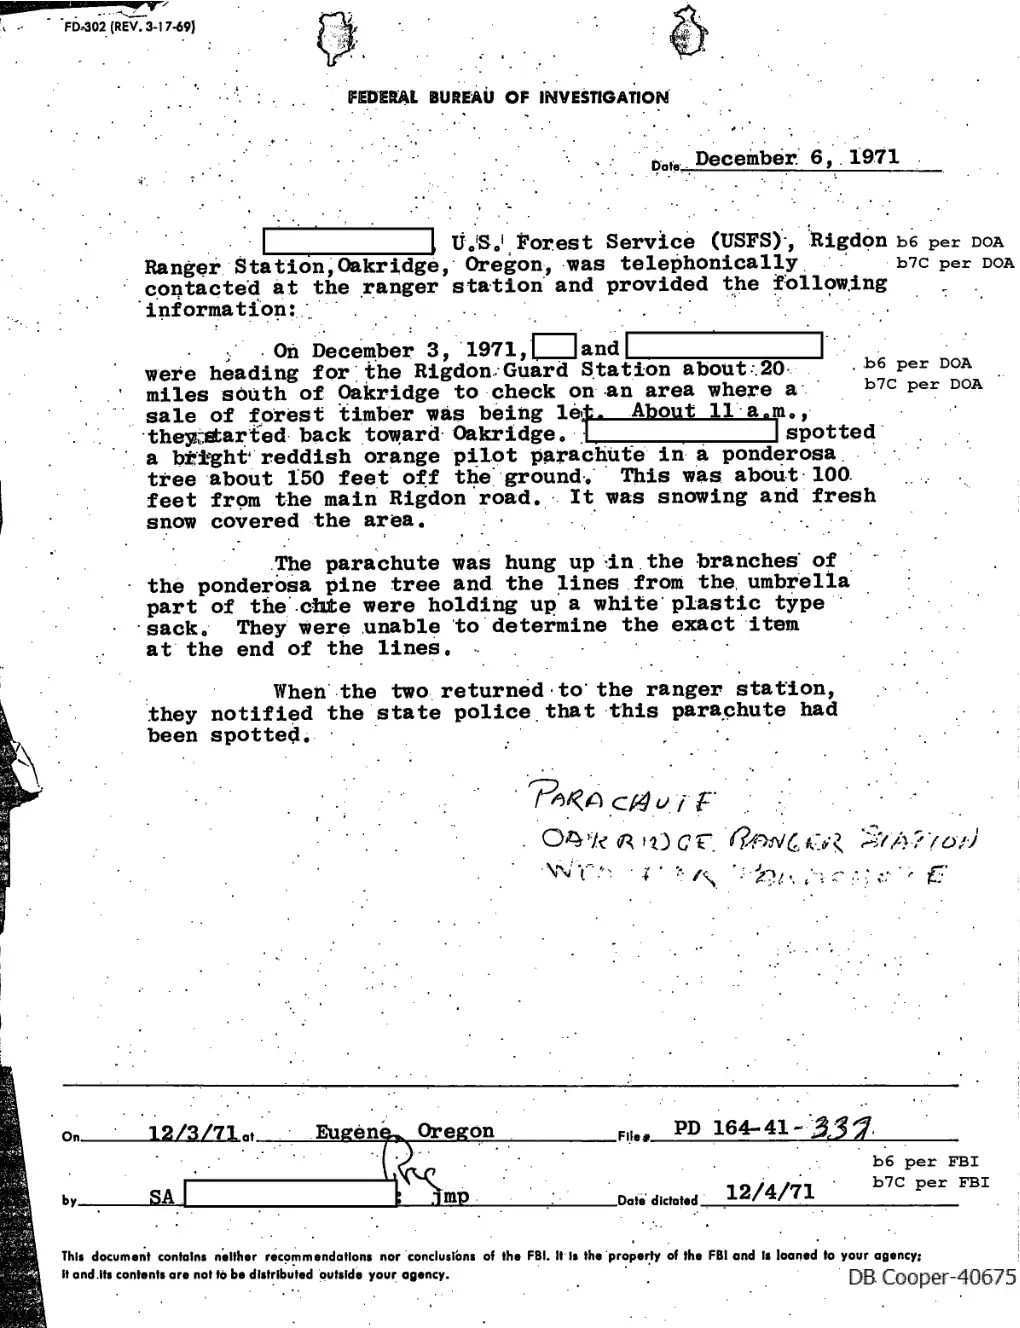 FD-302 (REV. 3-17-69)
FEDERAL BUREAU OF INVESTIGATION
Date December 6, 1971
U.S. Forest Service (USFS), Rigdon b6 per DOA
Ranger Station,Oakridge, Oregon, was telephonically b7C per DOA
contacted at the ranger station and provided the following
information:
On December 3, 1971, and
were heading for the Rigdon Guard Station about 20 b6 per DOA
miles south of Oakridge to check on an area where a b7C per DOA
sale of forest timber was being let. About 11 a.m.,
they started back toward Oakridge. spotted
a bright reddish orange pilot parachute in a ponderosa
tree about 150 feet off the ground. This was about 100
feet from the main Rigdon road. It was snowing and fresh
snow covered the area.
The parachute was hung up in the branches of
the ponderosa pine tree and the lines from the umbrella
part of the chute were holding up a white plastic type
sack. They were unable to determine the exact item
at the end of the lines.
When the two returned to the ranger station,
they notified the state police that this parachute had
been spotted.
PARACHUTE
OAKRIDGE RANGER STATION
On 12/3/71 at Eugene, Oregon File # PD 164-41-337
b6 per FBI
b7C per FBI
by SA : jmp Date dictated 12/4/71
This document contains neither recommendations nor conclusions of the FBI. It is the property of the FBI and is loaned to your agency;
it and its contents are not to be distributed outside your agency.
DB Cooper-40675